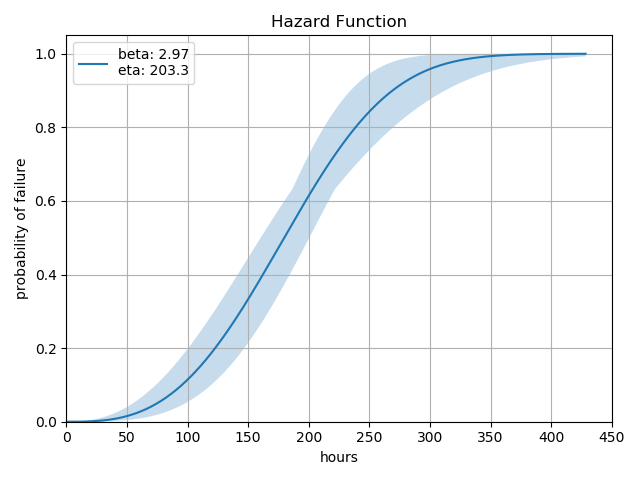 Hazard Function
beta: 2.97
eta: 203.3
probability of failure
1.0
0.8
0.6
0.4
0.2
0.0
0 50 100 150 200 250 300 350 400 450
hours